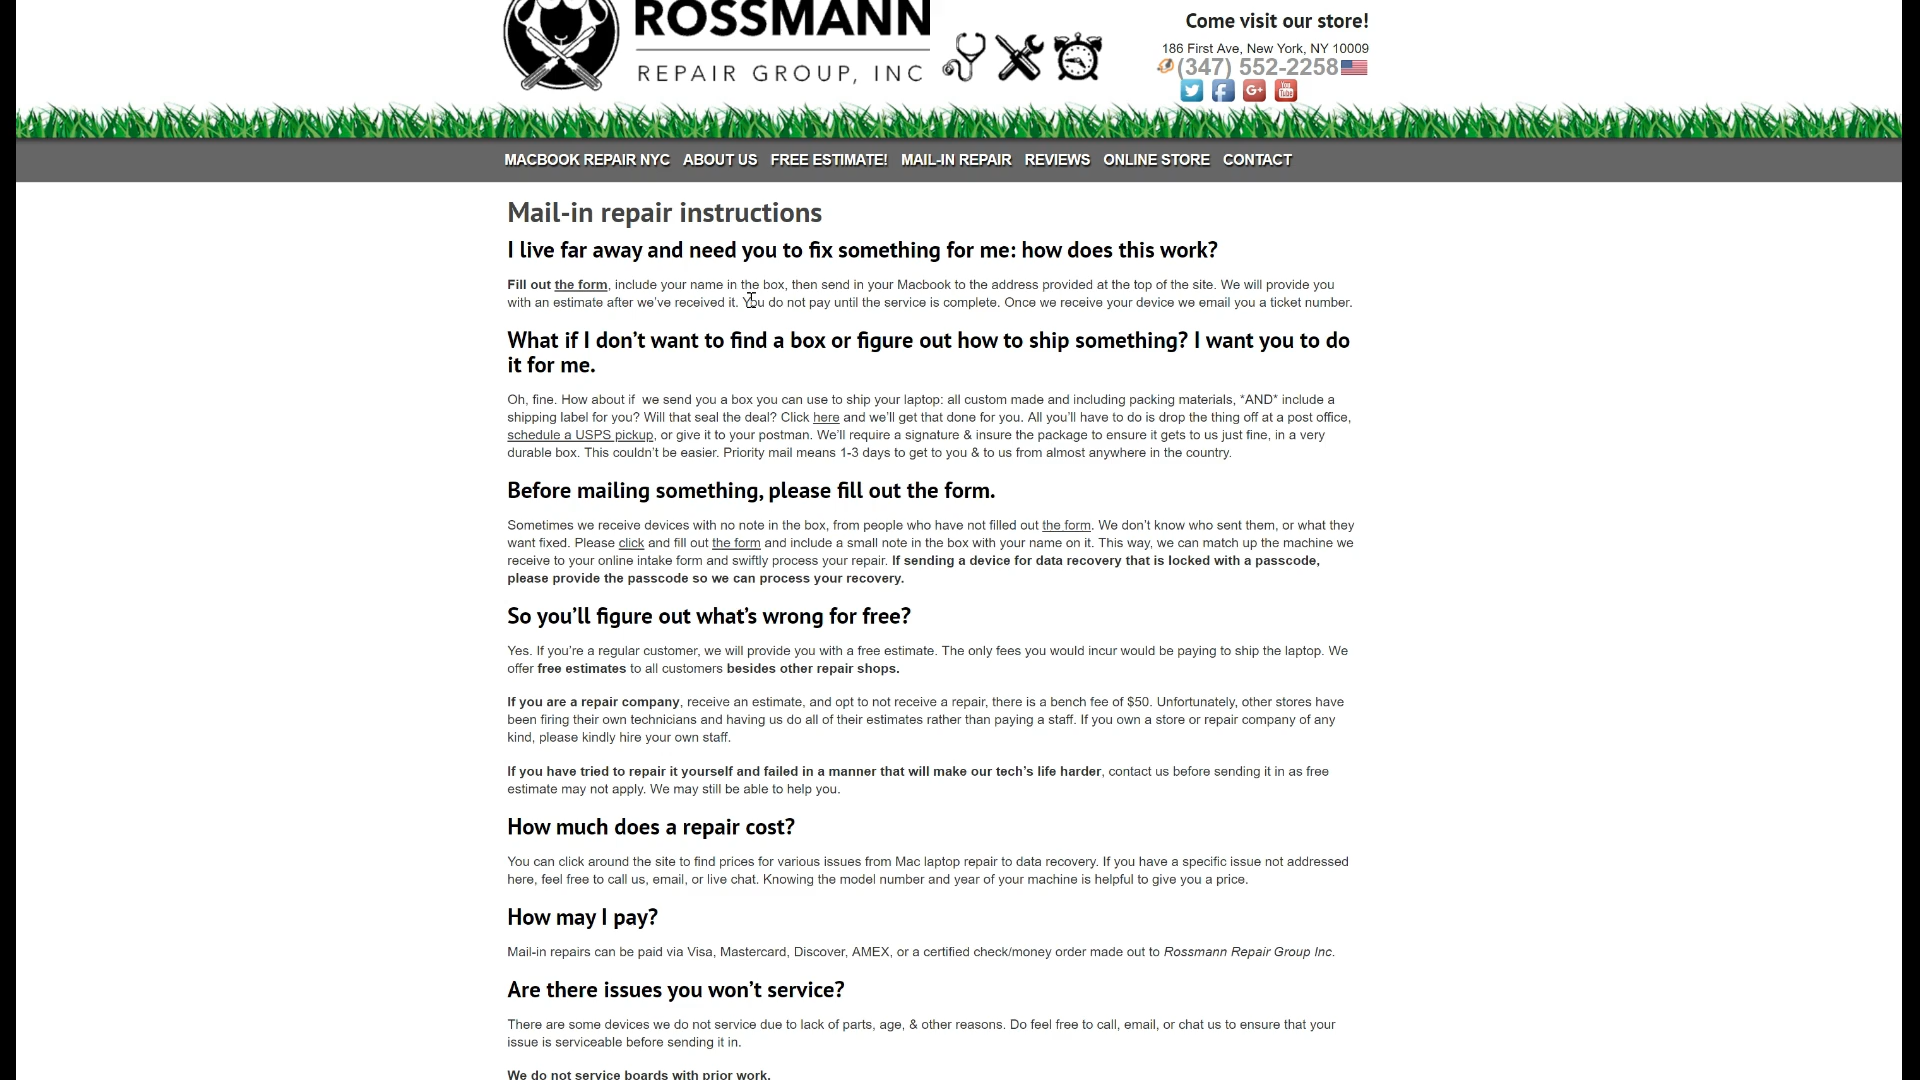 ROSSMANN
REPAIR GROUP, INC
Come visit our store!
186 First Ave, New York, NY 10009
(347) 552-2258
G+
You
Tube
MACBOOK REPAIR NYC ABOUT US FREE ESTIMATE! MAIL-IN REPAIR REVIEWS ONLINE STORE CONTACT
Mail-in repair instructions
I live far away and need you to fix something for me: how does this work?
Fill out the form, include your name in the box, then send in your Macbook to the address provided at the top of the site. We will provide you
with an estimate after we've received it. You do not pay until the service is complete. Once we receive your device we email you a ticket number.
What if I don't want to find a box or figure out how to ship something? I want you to do
it for me.
Oh, fine. How about if  we send you a box you can use to ship your laptop: all custom made and including packing materials, *AND* include a
shipping label for you? Will that seal the deal? Click here and we'll get that done for you. All you'll have to do is drop the thing off at a post office,
schedule a USPS pickup, or give it to your postman. We'll require a signature & insure the package to ensure it gets to us just fine, in a very
durable box. This couldn't be easier. Priority mail means 1-3 days to get to you & to us from almost anywhere in the country.
Before mailing something, please fill out the form.
Sometimes we receive devices with no note in the box, from people who have not filled out the form. We don't know who sent them, or what they
want fixed. Please click and fill out the form and include a small note in the box with your name on it. This way, we can match up the machine we
receive to your online intake form and swiftly process your repair. If sending a device for data recovery that is locked with a passcode,
please provide the passcode so we can process your recovery.
So you'll figure out what's wrong for free?
Yes. If you're a regular customer, we will provide you with a free estimate. The only fees you would incur would be paying to ship the laptop. We
offer free estimates to all customers besides other repair shops.
If you are a repair company, receive an estimate, and opt to not receive a repair, there is a bench fee of $50. Unfortunately, other stores have
been firing their own technicians and having us do all of their estimates rather than paying a staff. If you own a store or repair company of any
kind, please kindly hire your own staff.
If you have tried to repair it yourself and failed in a manner that will make our tech's life harder, contact us before sending it in as free
estimate may not apply. We may still be able to help you.
How much does a repair cost?
You can click around the site to find prices for various issues from Mac laptop repair to data recovery. If you have a specific issue not addressed
here, feel free to call us, email, or live chat. Knowing the model number and year of your machine is helpful to give you a price.
How may I pay?
Mail-in repairs can be paid via Visa, Mastercard, Discover, AMEX, or a certified check/money order made out to Rossmann Repair Group Inc.
Are there issues you won't service?
There are some devices we do not service due to lack of parts, age, & other reasons. Do feel free to call, email, or chat us to ensure that your
issue is serviceable before sending it in.
We do not service boards with prior work.